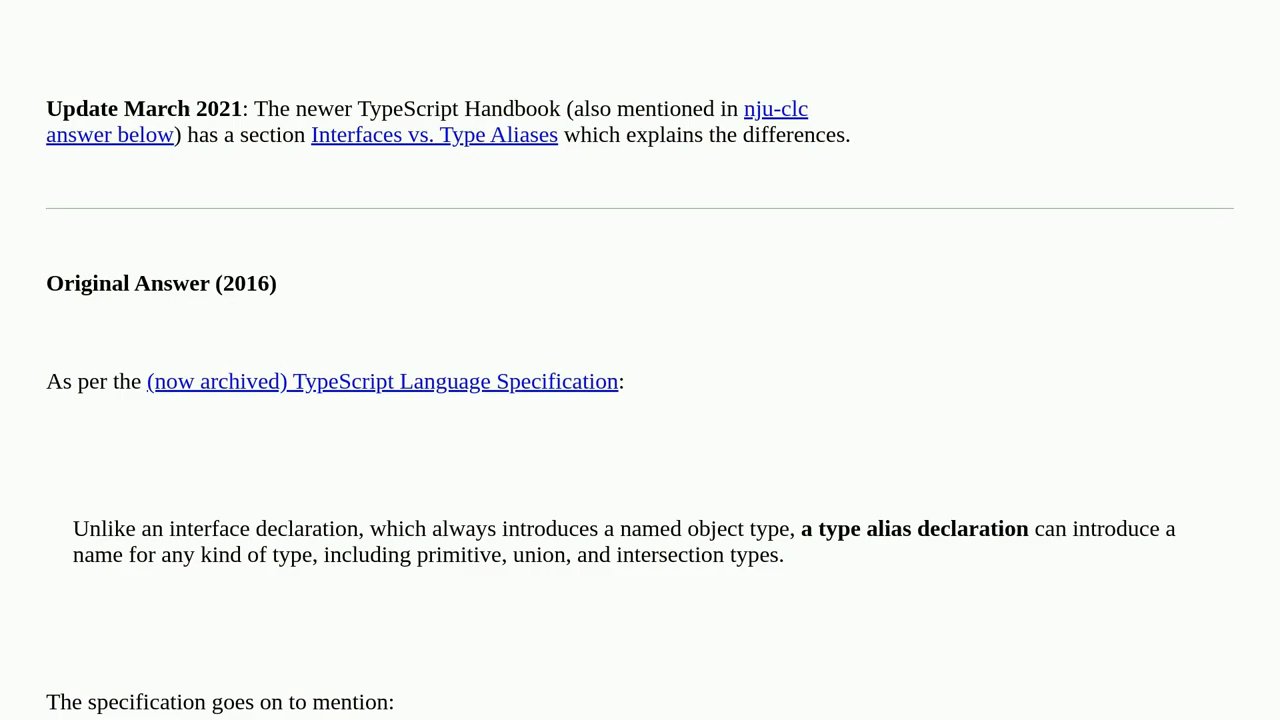 Update March 2021: The newer TypeScript Handbook (also mentioned in nju-clc
answer below) has a section Interfaces vs. Type Aliases which explains the differences.
Original Answer (2016)
As per the (now archived) TypeScript Language Specification:
Unlike an interface declaration, which always introduces a named object type, a type alias declaration can introduce a
name for any kind of type, including primitive, union, and intersection types.
The specification goes on to mention: